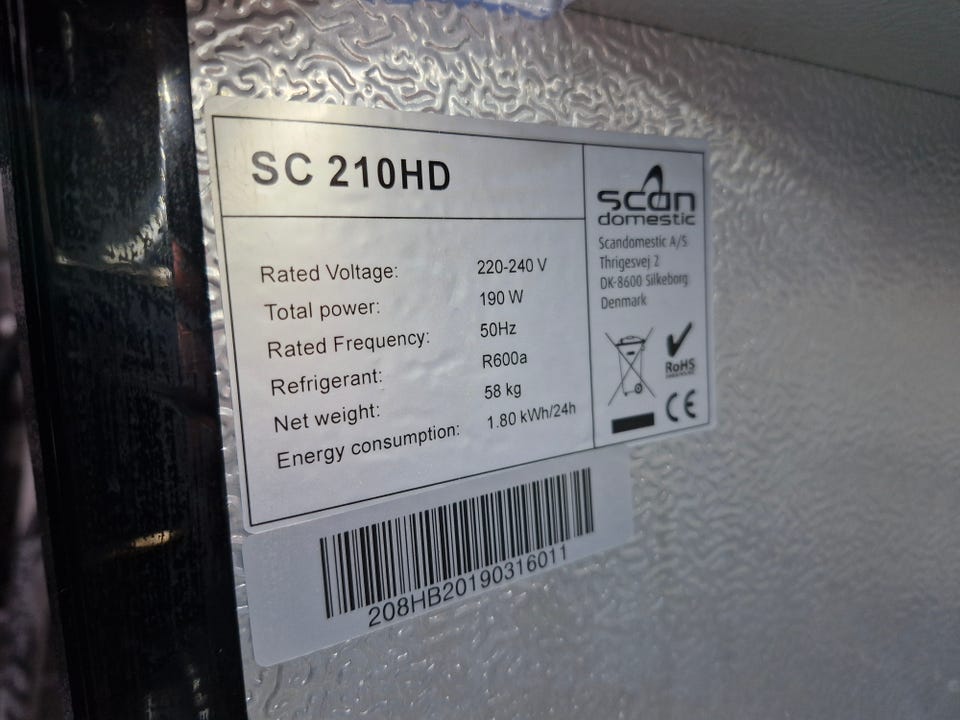 SC 210HD
Rated Voltage: 220-240 V
Total power: 190 W
Rated Frequency: 50Hz
Refrigerant: R600a
Net weight: 58 kg
Energy consumption: 1.80 kWh/24h
scan
domestic
Scandomestic A/S
Thrigesvej 2
DK-8600 Silkeborg
Denmark
RoHS
CE
208HB20190316011